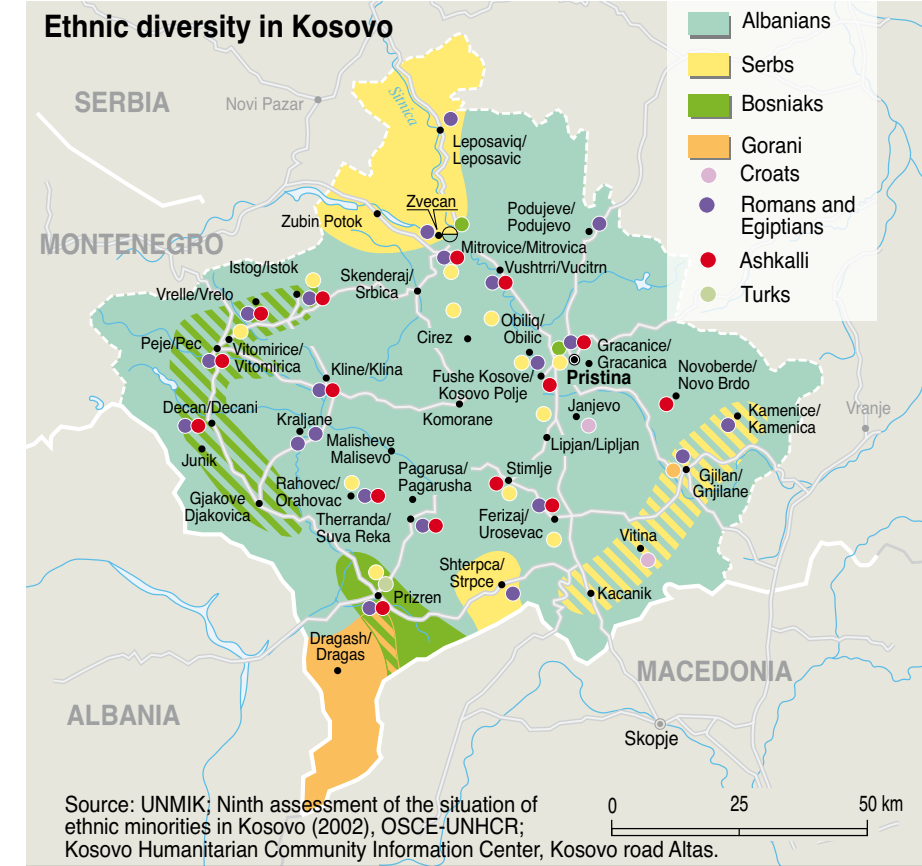 Ethnic diversity in Kosovo
Albanians
Serbs
Bosniaks
Gorani
Croats
Romans and
Egiptians
Ashkalli
Turks
SERBIA
Novi Pazar
Sitnica
Leposaviq/
Leposavic
Zvecan
Zubin Potok
Podujeve/
Podujevo
MONTENEGRO
Mitrovice/Mitrovica
Istog/Istok
Skenderaj/
Srbica
Vushtrri/Vucitrn
Vrelle/Vrelo
Obiliq/
Obilic
Cirez
Peje/Pec
Vitomirice/
Vitomirica
Gracanice/
Gracanica
Kline/Klina
Fushe Kosove/
Kosovo Polje
Pristina
Novoberde/
Novo Brdo
Decan/Decani
Komorane
Janjevo
Kamenice/
Kamenica
Vranje
Kraljane
Malisheve
Malisevo
Lipjan/Lipljan
Junik
Pagarusa/
Pagarusha
Stimlje
Gjilan/
Gnjilane
Rahovec/
Orahovac
Gjakove
Djakovica
Therranda/
Suva Reka
Ferizaj/
Urosevac
Vitina
Shterpca/
Strpce
Prizren
Kacanik
Dragash/
Dragas
MACEDONIA
ALBANIA
Skopje
Source: UNMIK; Ninth assessment of the situation of
ethnic minorities in Kosovo (2002), OSCE-UNHCR;
Kosovo Humanitarian Community Information Center, Kosovo road Altas.
0 25 50 km